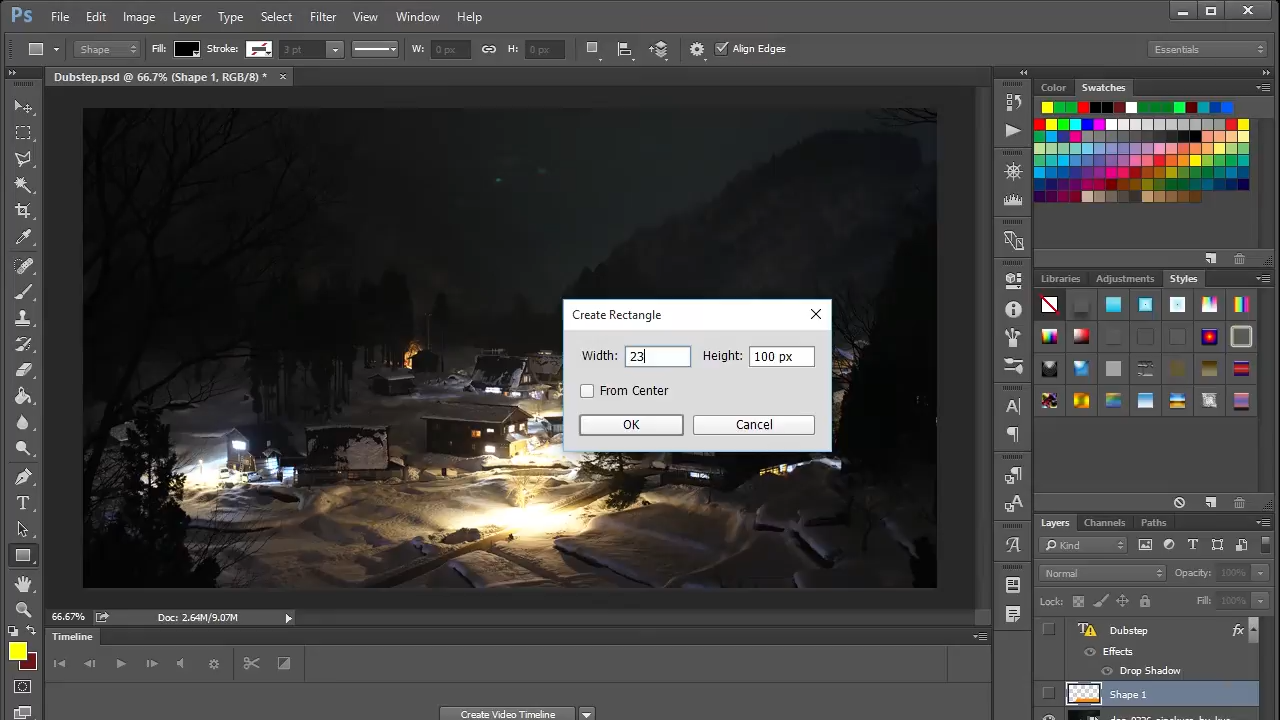 Ps File Edit Image Layer Type Select Filter View Window Help
Shape Fill: Stroke: 3 pt W: 0 px H: 0 px Align Edges Essentials
Dubstep.psd @ 66.7% (Shape 1, RGB/8) *
Color Swatches
Libraries Adjustments Styles
Create Rectangle
Width: 23 Height: 100 px
From Center
OK Cancel
Layers Channels Paths
Kind
Normal Opacity: 100%
Lock: Fill: 100%
Dubstep fx
Effects
Drop Shadow
Shape 1
66.67% Doc: 2.64M/9.07M
Timeline
Create Video Timeline